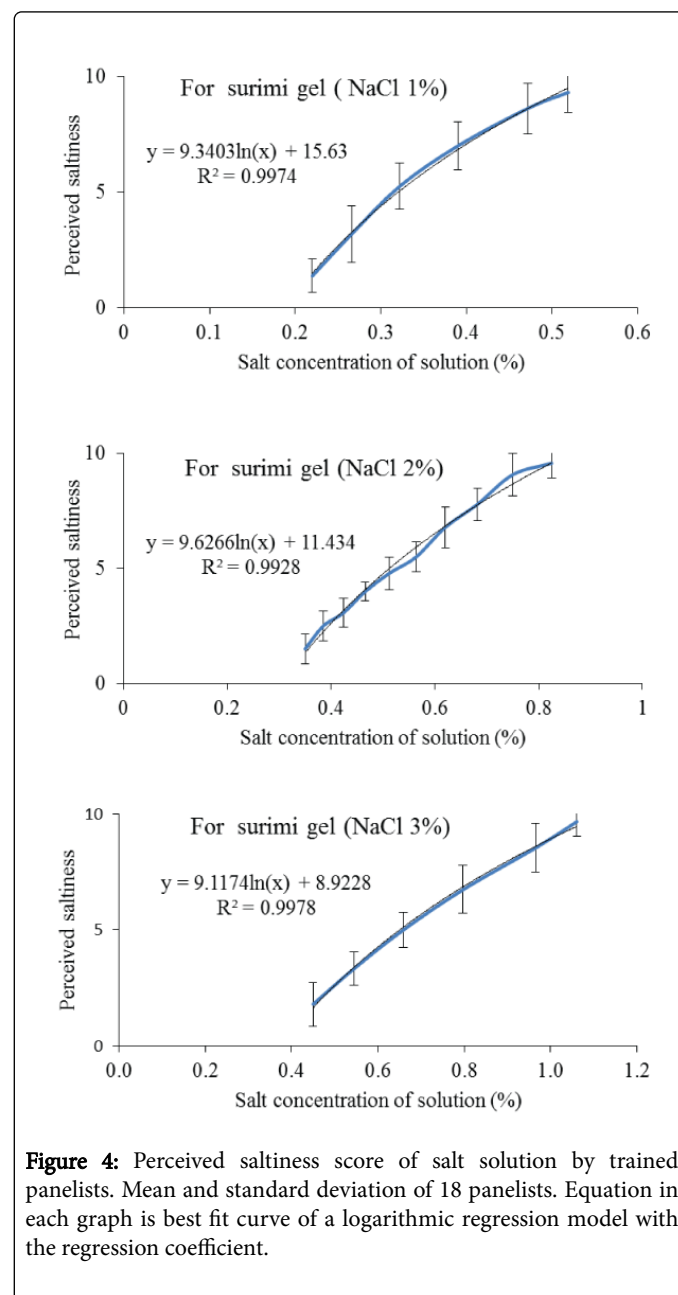 For surimi gel ( NaCl 1%)
y = 9.3403ln(x) + 15.63
R² = 0.9974
Perceived saltiness
10
5
0
0 0.1 0.2 0.3 0.4 0.5 0.6
Salt concentration of solution (%)
For surimi gel (NaCl 2%)
y = 9.6266ln(x) + 11.434
R² = 0.9928
Perceived saltiness
10
5
0
0 0.2 0.4 0.6 0.8 1
Salt concentration of solution (%)
For surimi gel (NaCl 3%)
y = 9.1174ln(x) + 8.9228
R² = 0.9978
Perceived saltiness
10
5
0
0.0 0.2 0.4 0.6 0.8 1.0 1.2
Salt concentration of solution (%)
Figure 4: Perceived saltiness score of salt solution by trained
panelists. Mean and standard deviation of 18 panelists. Equation in
each graph is best fit curve of a logarithmic regression model with
the regression coefficient.